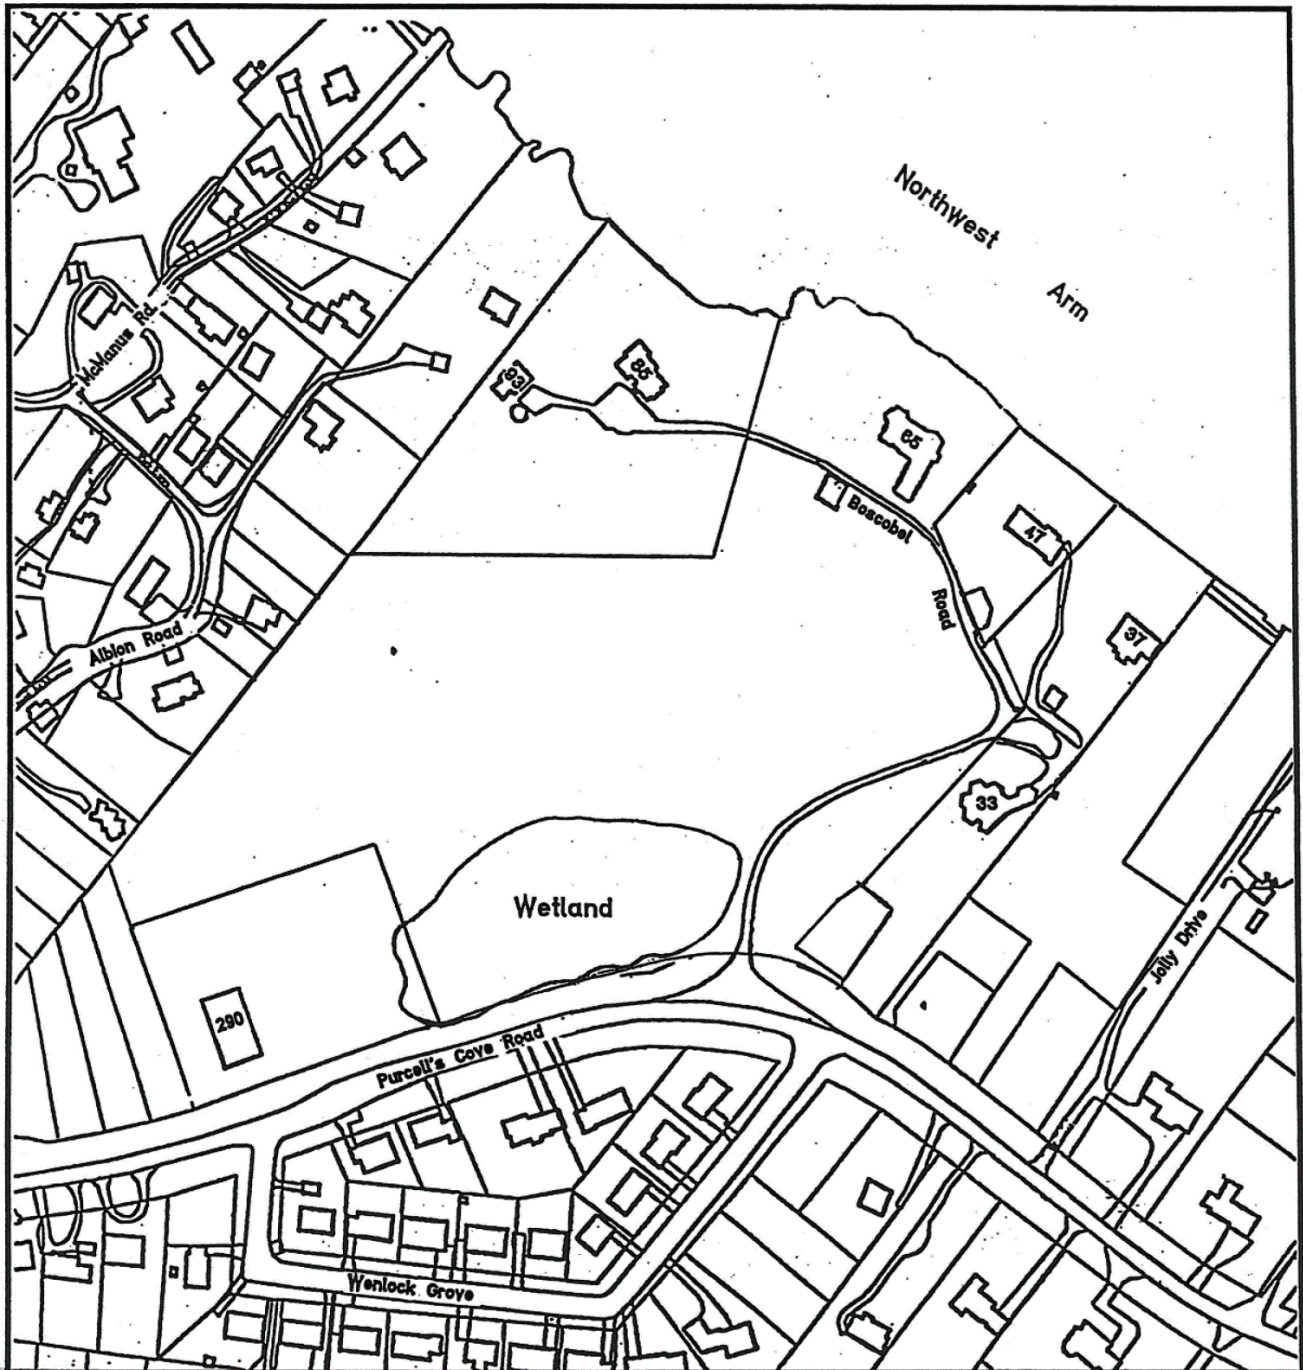 Northwest
Arm
McManus Rd.
93
85
65
Boscobel
47
Road
37
Albion Road
33
Wetland
Jolly Drive
290
Purcell's Cove Road
Wenlock Grove